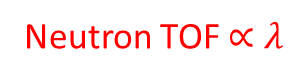 Neutron TOF ∝ λ